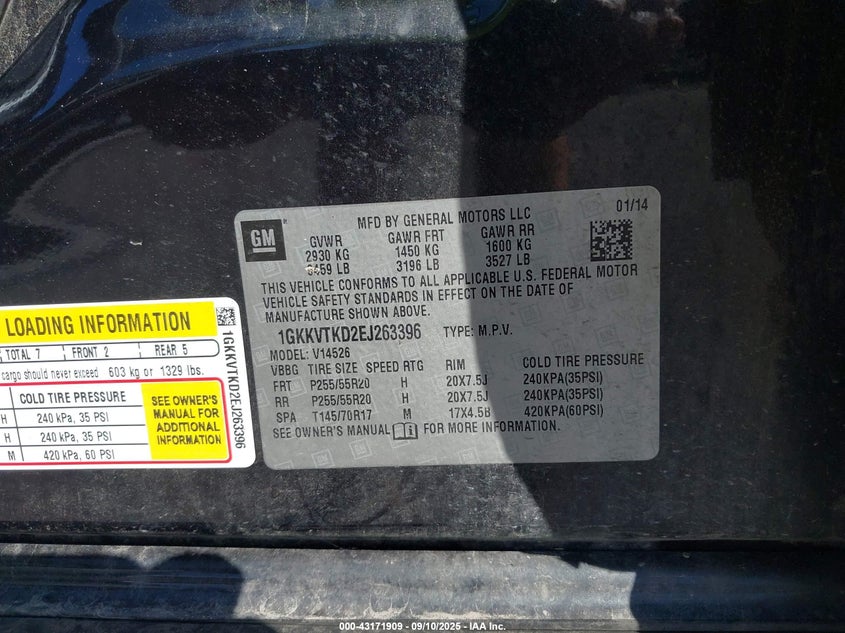 MFD BY GENERAL MOTORS LLC 01/14
GM
GVWR GAWR FRT GAWR RR
2930 KG 1450 KG 1600 KG
6459 LB 3196 LB 3527 LB
THIS VEHICLE CONFORMS TO ALL APPLICABLE U.S. FEDERAL MOTOR
VEHICLE SAFETY STANDARDS IN EFFECT ON THE DATE OF
MANUFACTURE SHOWN ABOVE.
1GKKVTKD2EJ263396 TYPE: M.P.V.
MODEL: V14526
VBBG TIRE SIZE SPEED RTG RIM COLD TIRE PRESSURE
FRT P255/55R20 H 20X7.5J 240KPA(35PSI)
RR P255/55R20 H 20X7.5J 240KPA(35PSI)
SPA T145/70R17 M 17X4.5B 420KPA(60PSI)
SEE OWNER'S MANUAL FOR MORE INFORMATION.
LOADING INFORMATION
TOTAL 7 FRONT 2 REAR 5
cargo should never exceed 603 kg or 1329 lbs.
COLD TIRE PRESSURE
H 240 kPa, 35 PSI
H 240 kPa, 35 PSI
M 420 kPa, 60 PSI
SEE OWNER'S
MANUAL FOR
ADDITIONAL
INFORMATION
1GKKVTKD2EJ263396
000-43171909 - 09/10/2025 - IAA Inc.